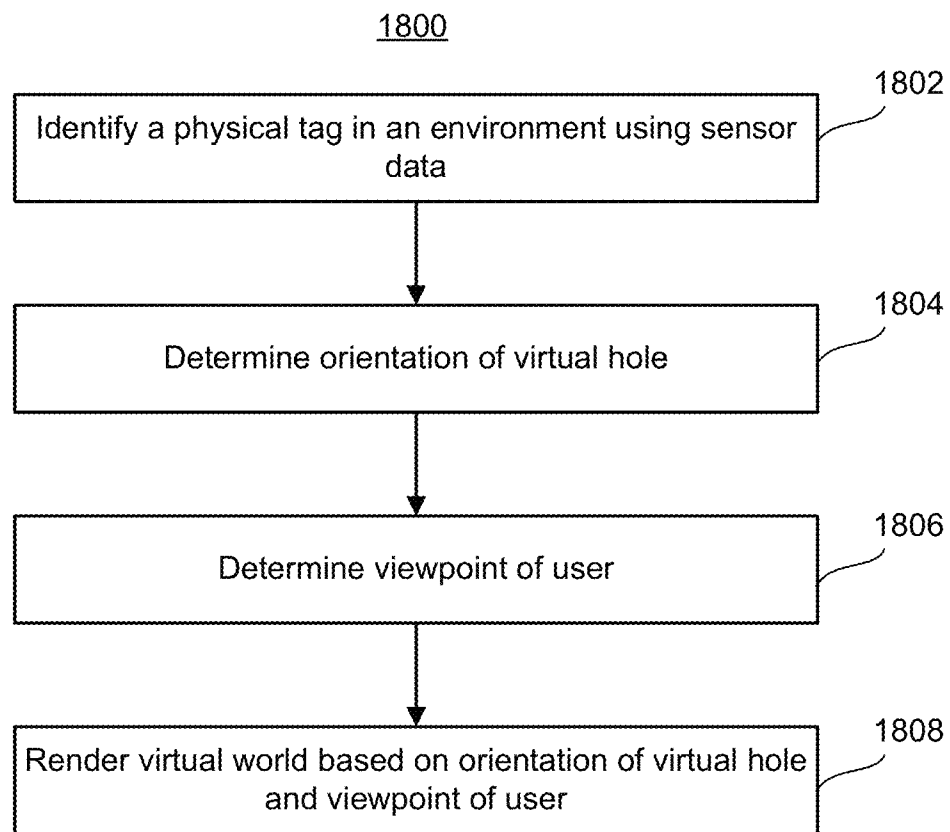 1800
1802
Identify a physical tag in an environment using sensor
data
1804
Determine orientation of virtual hole
1806
Determine viewpoint of user
1808
Render virtual world based on orientation of virtual hole
and viewpoint of user